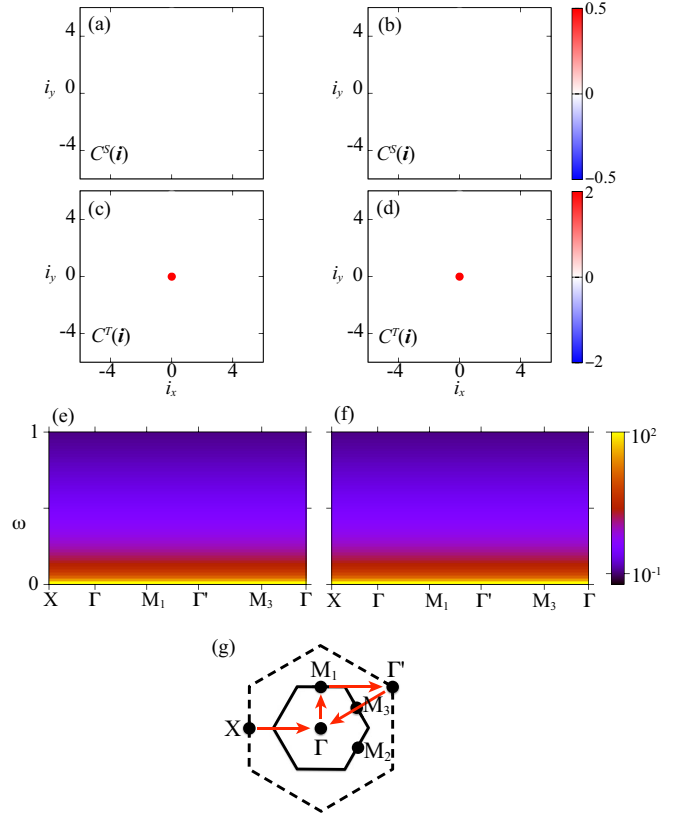 (a)
(b)
4
0
-4
i_y
C^S(i)
4
0
-4
i_y
C^S(i)
0.5
0
−0.5
(c)
(d)
4
0
-4
i_y
C^T(i)
-4
0
4
i_x
4
0
-4
i_y
C^T(i)
-4
0
4
i_x
2
0
−2
(e)
(f)
1
ω
0
X Γ M₁ Γ' M₃ Γ
X Γ M₁ Γ' M₃ Γ
10²
10⁻¹
(g)
M₁
Γ'
M₃
X
Γ
M₂